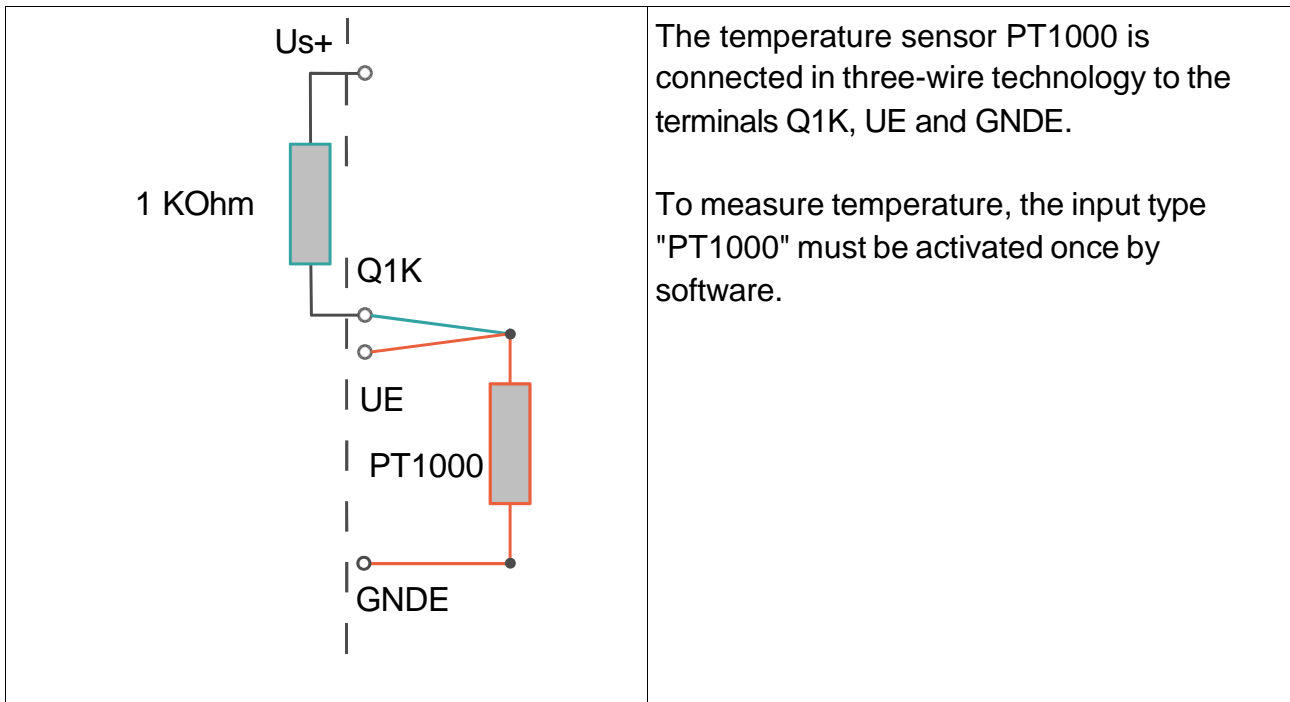 Us+
1 KOhm
Q1K
UE
PT1000
GNDE
The temperature sensor PT1000 is
connected in three-wire technology to the
terminals Q1K, UE and GNDE.
To measure temperature, the input type
"PT1000" must be activated once by
software.